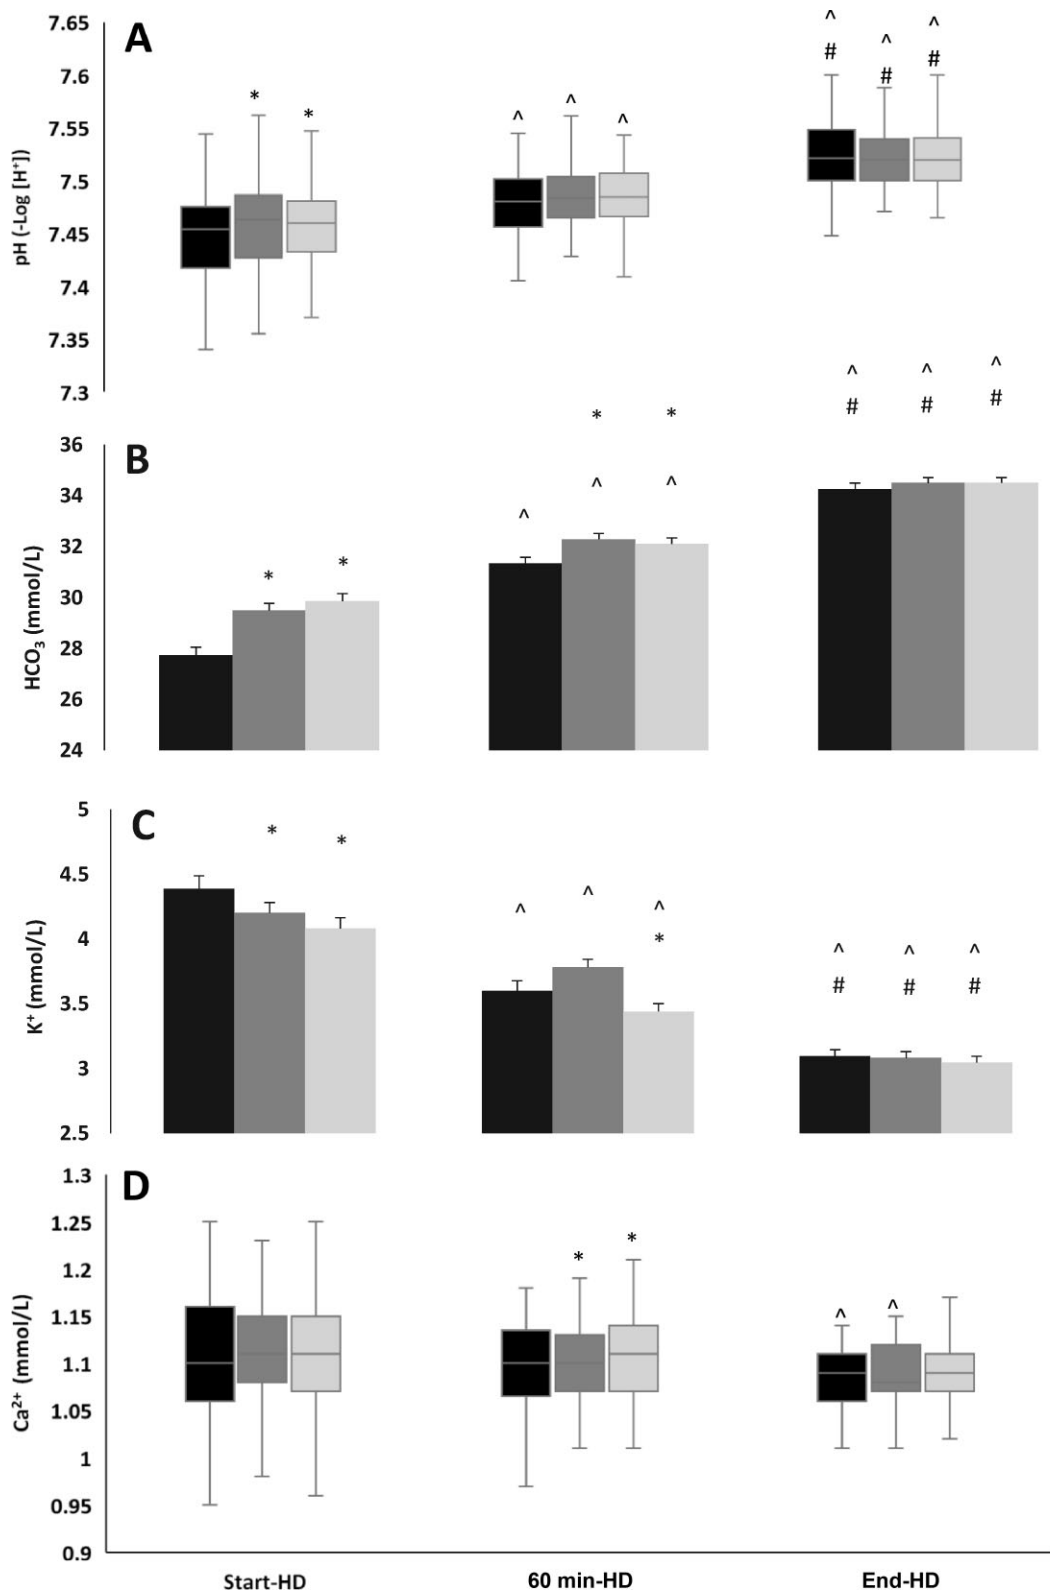 A
7.65
7.6
7.55
7.5
7.45
7.4
7.35
7.3
pH (-Log [H⁺])
* *
^ ^ ^
^ ^ ^
# # #
B
36
34
32
30
28
26
24
HCO₃ (mmol/L)
* *
* *
^ ^ ^
^ ^ ^
# # #
C
5
4.5
4
3.5
3
2.5
K⁺ (mmol/L)
* *
^ ^ ^
*
^ ^ ^
# # #
D
1.3
1.25
1.2
1.15
1.1
1.05
1
0.95
0.9
Ca²⁺ (mmol/L)
* *
^ ^
Start-HD 60 min-HD End-HD